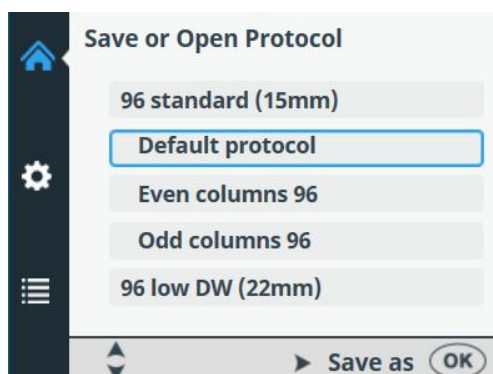 Save or Open Protocol
96 standard (15mm)
Default protocol
Even columns 96
Odd columns 96
96 low DW (22mm)
Save as OK